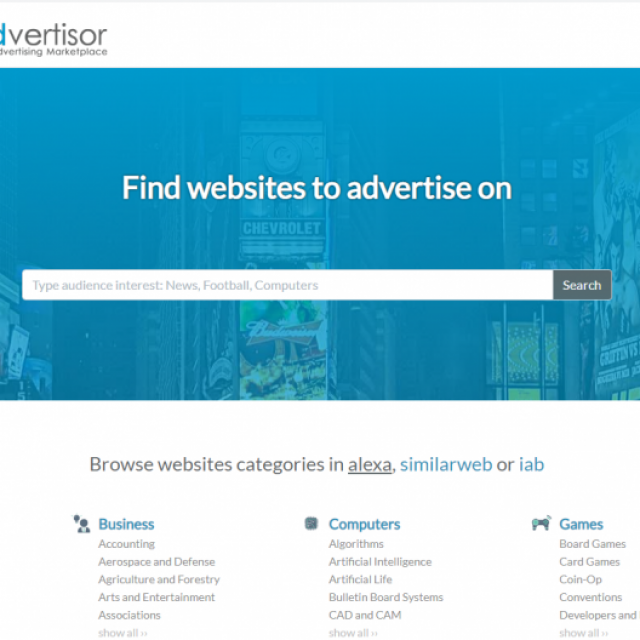 dvertisor
dvertising Marketplace
Find websites to advertise on
CHEVROLET
Budweiser
Type audience interest: News, Football, Computers
Search
GRIFFIN VS
Browse websites categories in alexa, similarweb or iab
Business
Accounting
Aerospace and Defense
Agriculture and Forestry
Arts and Entertainment
Associations
show all ››
Computers
Algorithms
Artificial Intelligence
Artificial Life
Bulletin Board Systems
CAD and CAM
show all ››
Games
Board Games
Card Games
Coin-Op
Conventions
Developers and
show all ››